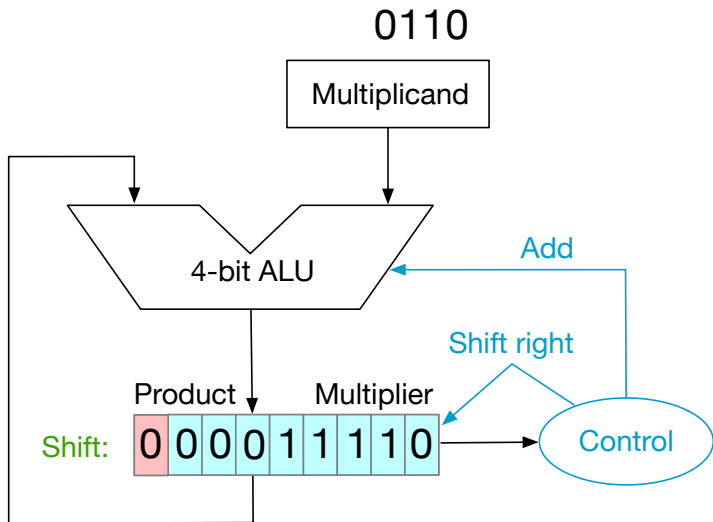 0110
Multiplicand
4-bit ALU
Add
Shift right
Product
Multiplier
Shift:
0 0 0 0 1 1 1 1 0
Control